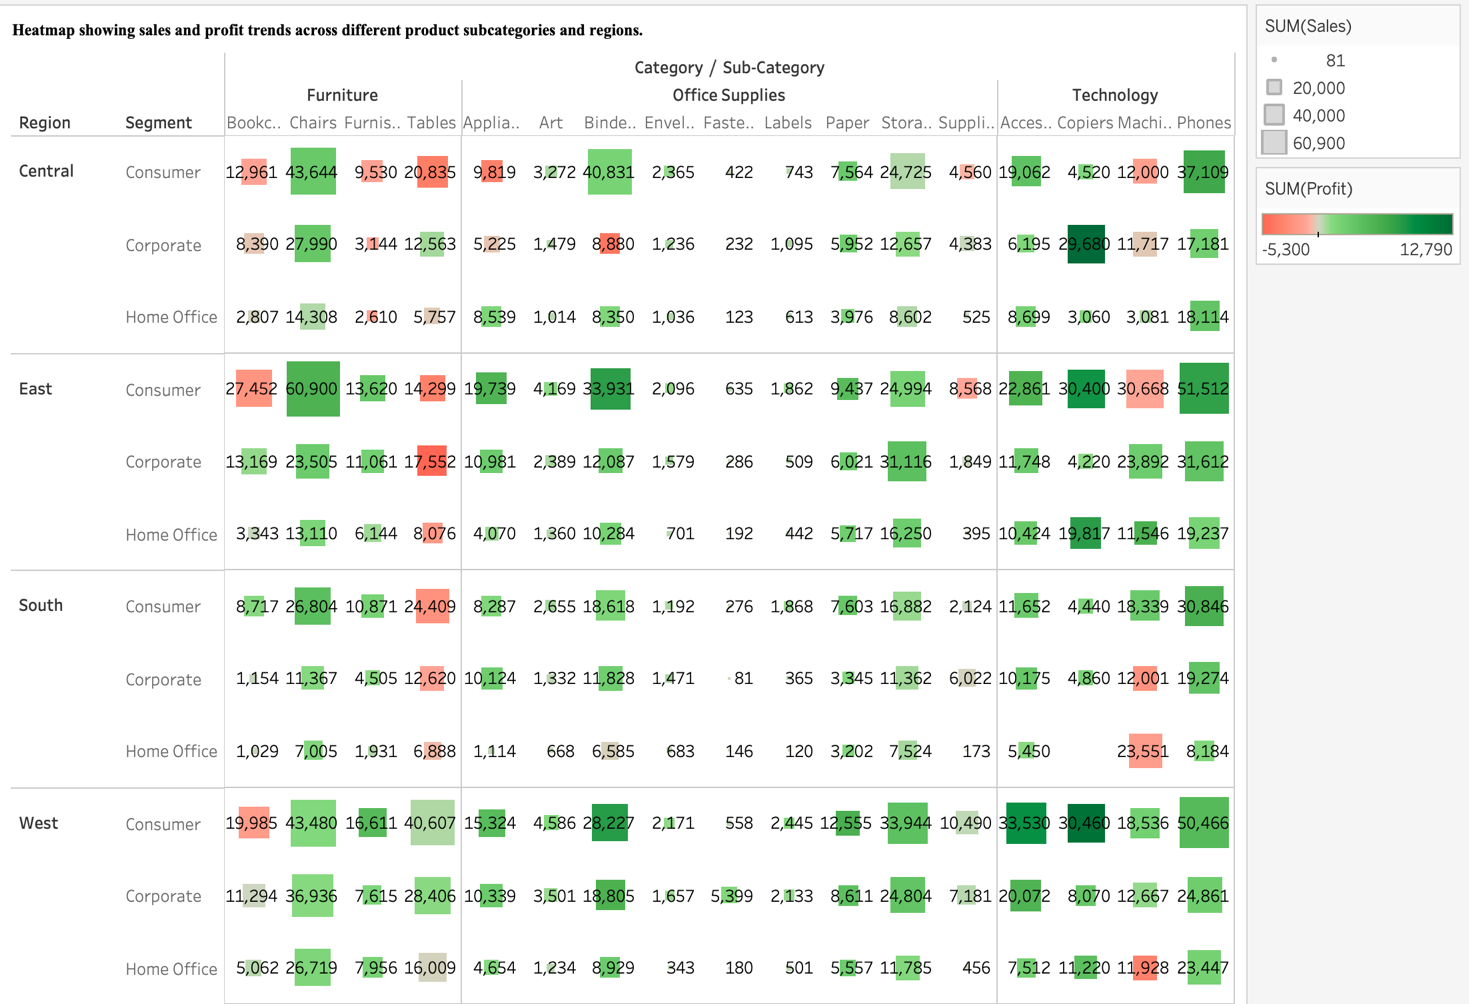 Heatmap showing sales and profit trends across different product subcategories and regions.
Category / Sub-Category
Furniture Office Supplies Technology
Region Segment Bookc.. Chairs Furnis.. Tables Applia.. Art Binde.. Envel.. Faste.. Labels Paper Stora.. Suppli.. Acces.. Copiers Machi.. Phones
Central Consumer 12,961 43,644 9,530 20,835 9,819 3,272 40,831 2,365 422 743 7,564 24,725 4,560 19,062 4,520 12,000 37,109
Corporate 8,390 27,990 3,144 12,563 5,225 1,479 8,880 1,236 232 1,095 5,952 12,657 4,383 6,195 29,680 11,717 17,181
Home Office 2,807 14,308 2,610 5,757 8,539 1,014 8,350 1,036 123 613 3,976 8,602 525 8,699 3,060 3,081 18,114
East Consumer 27,452 60,900 13,620 14,299 19,739 4,169 33,931 2,096 635 1,862 9,437 24,994 8,568 22,861 30,400 30,668 51,512
Corporate 13,169 23,505 11,061 17,552 10,981 2,389 12,087 1,579 286 509 6,021 31,116 1,849 11,748 4,220 23,892 31,612
Home Office 3,343 13,110 6,144 8,076 4,070 1,360 10,284 701 192 442 5,717 16,250 395 10,424 19,817 11,546 19,237
South Consumer 8,717 26,804 10,871 24,409 8,287 2,655 18,618 1,192 276 1,868 7,603 16,882 2,124 11,652 4,440 18,339 30,846
Corporate 1,154 11,367 4,505 12,620 10,124 1,332 11,828 1,471 81 365 3,345 11,362 6,022 10,175 4,860 12,001 19,274
Home Office 1,029 7,005 1,931 6,888 1,114 668 6,585 683 146 120 3,202 7,524 173 5,450 23,551 8,184
West Consumer 19,985 43,480 16,611 40,607 15,324 4,586 28,227 2,171 558 2,445 12,555 33,944 10,490 33,530 30,460 18,536 50,466
Corporate 11,294 36,936 7,615 28,406 10,339 3,501 18,805 1,657 5,399 2,133 8,611 24,804 7,181 20,072 8,070 12,667 24,861
Home Office 5,062 26,719 7,956 16,009 4,654 1,234 8,929 343 180 501 5,557 11,785 456 7,512 11,220 11,928 23,447
SUM(Sales)
81
20,000
40,000
60,900
SUM(Profit)
-5,300 12,790